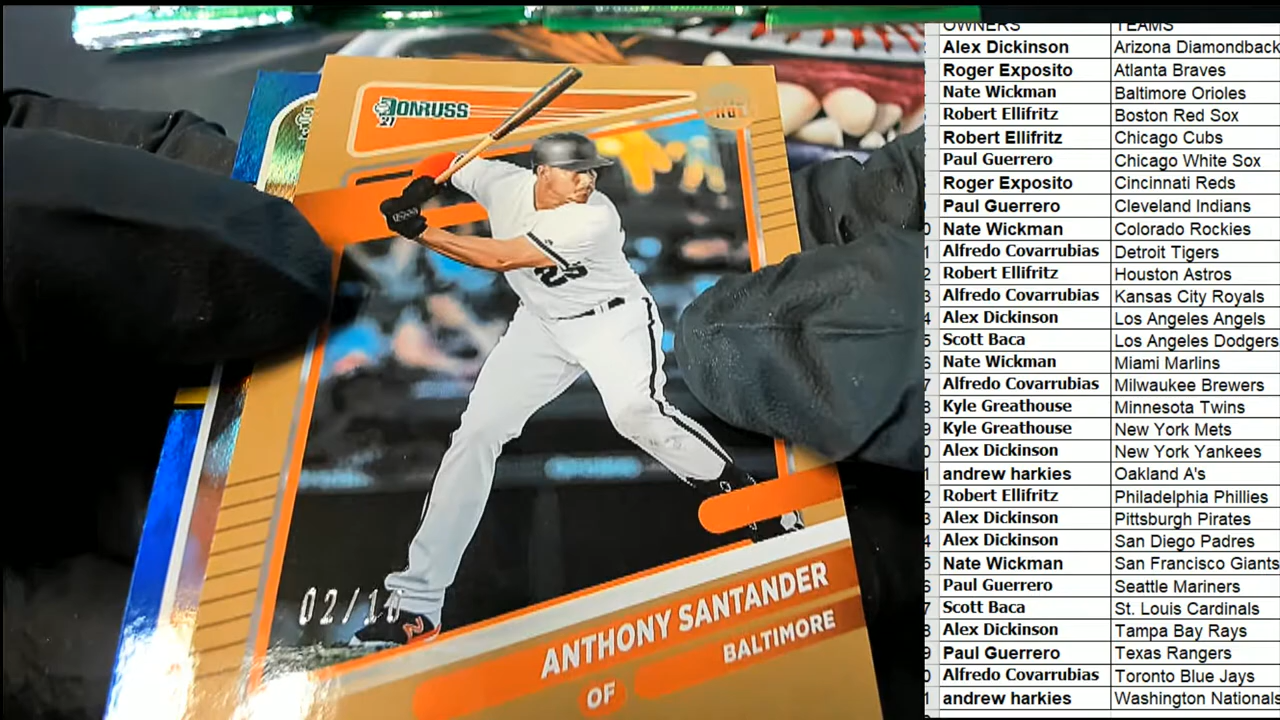 DONRUSS
21
25
02/10
ANTHONY SANTANDER
BALTIMORE
OF
OWNERS TEAMS
Alex Dickinson Arizona Diamondback
Roger Exposito Atlanta Braves
Nate Wickman Baltimore Orioles
Robert Ellifritz Boston Red Sox
Robert Ellifritz Chicago Cubs
Paul Guerrero Chicago White Sox
Roger Exposito Cincinnati Reds
Paul Guerrero Cleveland Indians
Nate Wickman Colorado Rockies
Alfredo Covarrubias Detroit Tigers
Robert Ellifritz Houston Astros
Alfredo Covarrubias Kansas City Royals
Alex Dickinson Los Angeles Angels
Scott Baca Los Angeles Dodgers
Nate Wickman Miami Marlins
Alfredo Covarrubias Milwaukee Brewers
Kyle Greathouse Minnesota Twins
Kyle Greathouse New York Mets
Alex Dickinson New York Yankees
andrew harkies Oakland A's
Robert Ellifritz Philadelphia Phillies
Alex Dickinson Pittsburgh Pirates
Alex Dickinson San Diego Padres
Nate Wickman San Francisco Giants
Paul Guerrero Seattle Mariners
Scott Baca St. Louis Cardinals
Alex Dickinson Tampa Bay Rays
Paul Guerrero Texas Rangers
Alfredo Covarrubias Toronto Blue Jays
andrew harkies Washington Nationals